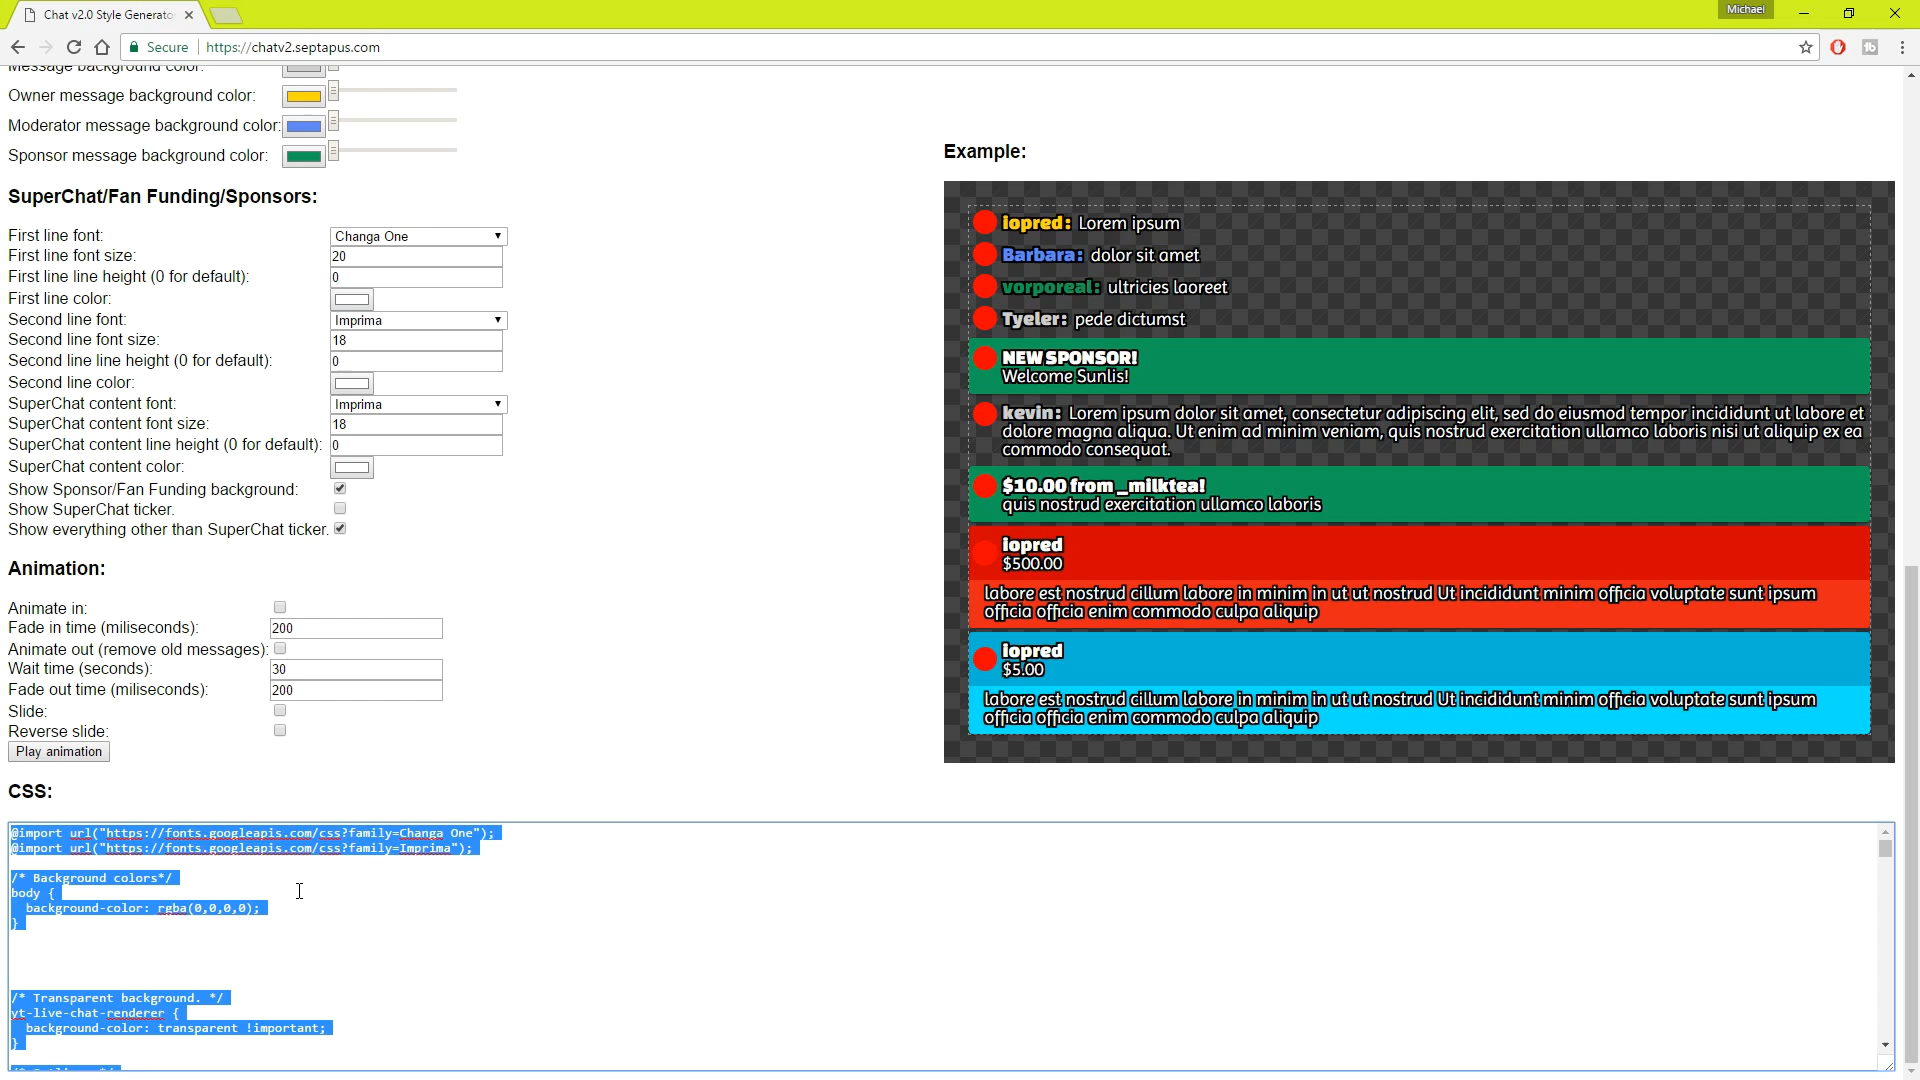 Chat v2.0 Style Generato
Michael
Secure
https://chatv2.septapus.com
Message background color:
Owner message background color:
Moderator message background color:
Sponsor message background color:
SuperChat/Fan Funding/Sponsors:
First line font:
Changa One
First line font size:
20
First line line height (0 for default):
0
First line color:
Second line font:
Imprima
Second line font size:
18
Second line line height (0 for default):
0
Second line color:
SuperChat content font:
Imprima
SuperChat content font size:
18
SuperChat content line height (0 for default):
0
SuperChat content color:
Show Sponsor/Fan Funding background:
Show SuperChat ticker.
Show everything other than SuperChat ticker.
Animation:
Animate in:
Fade in time (miliseconds):
200
Animate out (remove old messages):
Wait time (seconds):
30
Fade out time (miliseconds):
200
Slide:
Reverse slide:
Play animation
Example:
iopred: Lorem ipsum
Barbara: dolor sit amet
vorporeal: ultricies laoreet
Tyeler: pede dictumst
NEW SPONSOR!
Welcome Sunlis!
kevin: Lorem ipsum dolor sit amet, consectetur adipiscing elit, sed do eiusmod tempor incididunt ut labore et
dolore magna aliqua. Ut enim ad minim veniam, quis nostrud exercitation ullamco laboris nisi ut aliquip ex ea
commodo consequat.
$10.00 from _milktea!
quis nostrud exercitation ullamco laboris
iopred
$500.00
labore est nostrud cillum labore in minim in ut ut nostrud Ut incididunt minim officia voluptate sunt ipsum
officia officia enim commodo culpa aliquip
iopred
$5.00
labore est nostrud cillum labore in minim in ut ut nostrud Ut incididunt minim officia voluptate sunt ipsum
officia officia enim commodo culpa aliquip
CSS:
@import url("https://fonts.googleapis.com/css?family=Changa One");
@import url("https://fonts.googleapis.com/css?family=Imprima");
/* Background colors*/
body {
background-color: rgba(0,0,0,0);
}
/* Transparent background. */
yt-live-chat-renderer {
background-color: transparent !important;
}